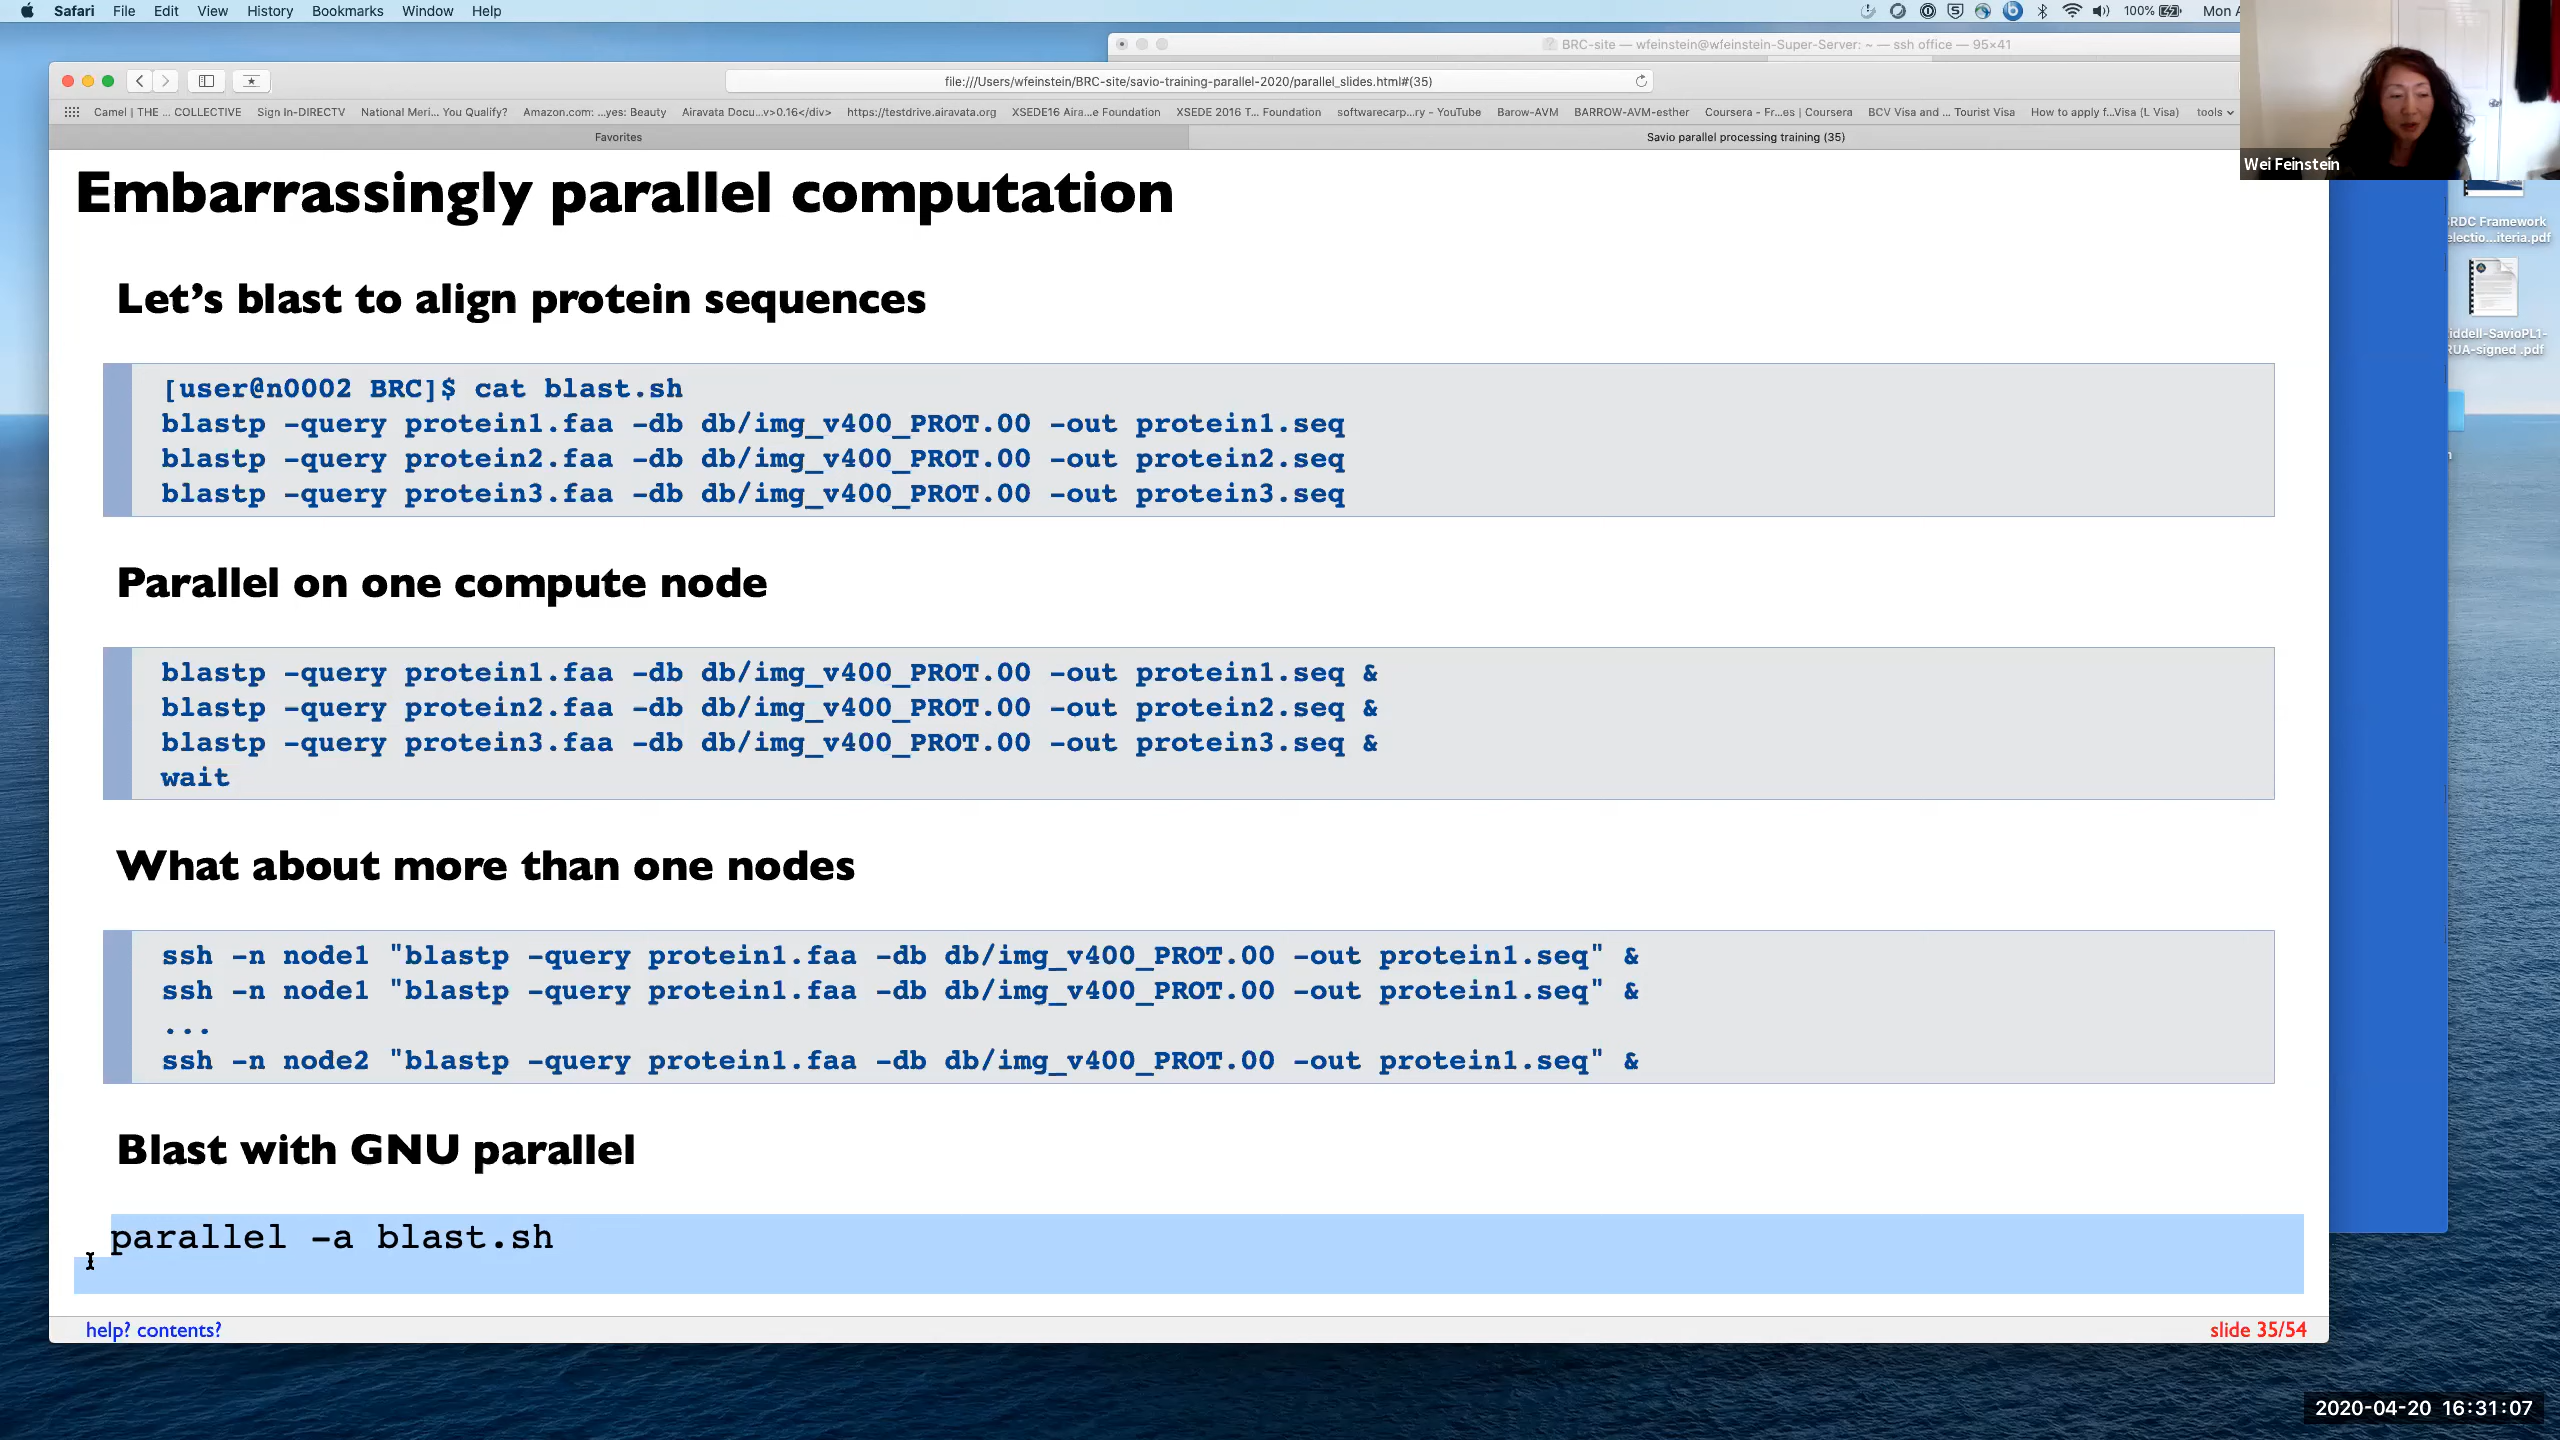 Safari File Edit View History Bookmarks Window Help
100%
Mon
BRC-site — wfeinstein@wfeinstein-Super-Server: ~ — ssh office — 95×41
file:///Users/wfeinstein/BRC-site/savio-training-parallel-2020/parallel_slides.html#(35)
Camel | THE ... COLLECTIVE Sign In-DIRECTV National Meri... You Qualify? Amazon.com: ...yes: Beauty Airavata Docu...v>0.16</div> https://testdrive.airavata.org XSEDE16 Aira...e Foundation XSEDE 2016 T... Foundation softwarecarp...ry - YouTube Barow-AVM BARROW-AVM-esther Coursera - Fr...es | Coursera BCV Visa and ... Tourist Visa How to apply f...Visa (L Visa) tools
Favorites
Savio parallel processing training (35)
Wei Feinstein
Embarrassingly parallel computation
Let’s blast to align protein sequences
[user@n0002 BRC]$ cat blast.sh
blastp -query protein1.faa -db db/img_v400_PROT.00 -out protein1.seq
blastp -query protein2.faa -db db/img_v400_PROT.00 -out protein2.seq
blastp -query protein3.faa -db db/img_v400_PROT.00 -out protein3.seq
Parallel on one compute node
blastp -query protein1.faa -db db/img_v400_PROT.00 -out protein1.seq &
blastp -query protein2.faa -db db/img_v400_PROT.00 -out protein2.seq &
blastp -query protein3.faa -db db/img_v400_PROT.00 -out protein3.seq &
wait
What about more than one nodes
ssh -n node1 "blastp -query protein1.faa -db db/img_v400_PROT.00 -out protein1.seq" &
ssh -n node1 "blastp -query protein1.faa -db db/img_v400_PROT.00 -out protein1.seq" &
...
ssh -n node2 "blastp -query protein1.faa -db db/img_v400_PROT.00 -out protein1.seq" &
Blast with GNU parallel
parallel -a blast.sh
help? contents?
slide 35/54
RDC Framework
electio...iteria.pdf
iddell-SavioPL1-
RUA-signed .pdf
2020-04-20 16:31:07